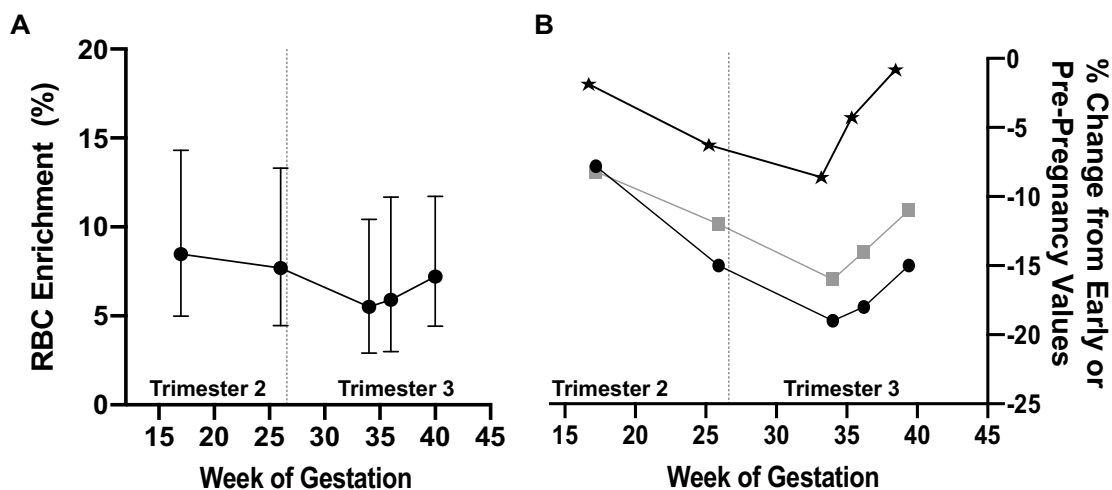 A
RBC Enrichment (%)
20
15
10
5
0
Trimester 2
Trimester 3
15 20 25 30 35 40 45
Week of Gestation
B
Trimester 2
Trimester 3
15 20 25 30 35 40 45
Week of Gestation
0
-5
-10
-15
-20
-25
% Change from Early or
Pre-Pregnancy Values